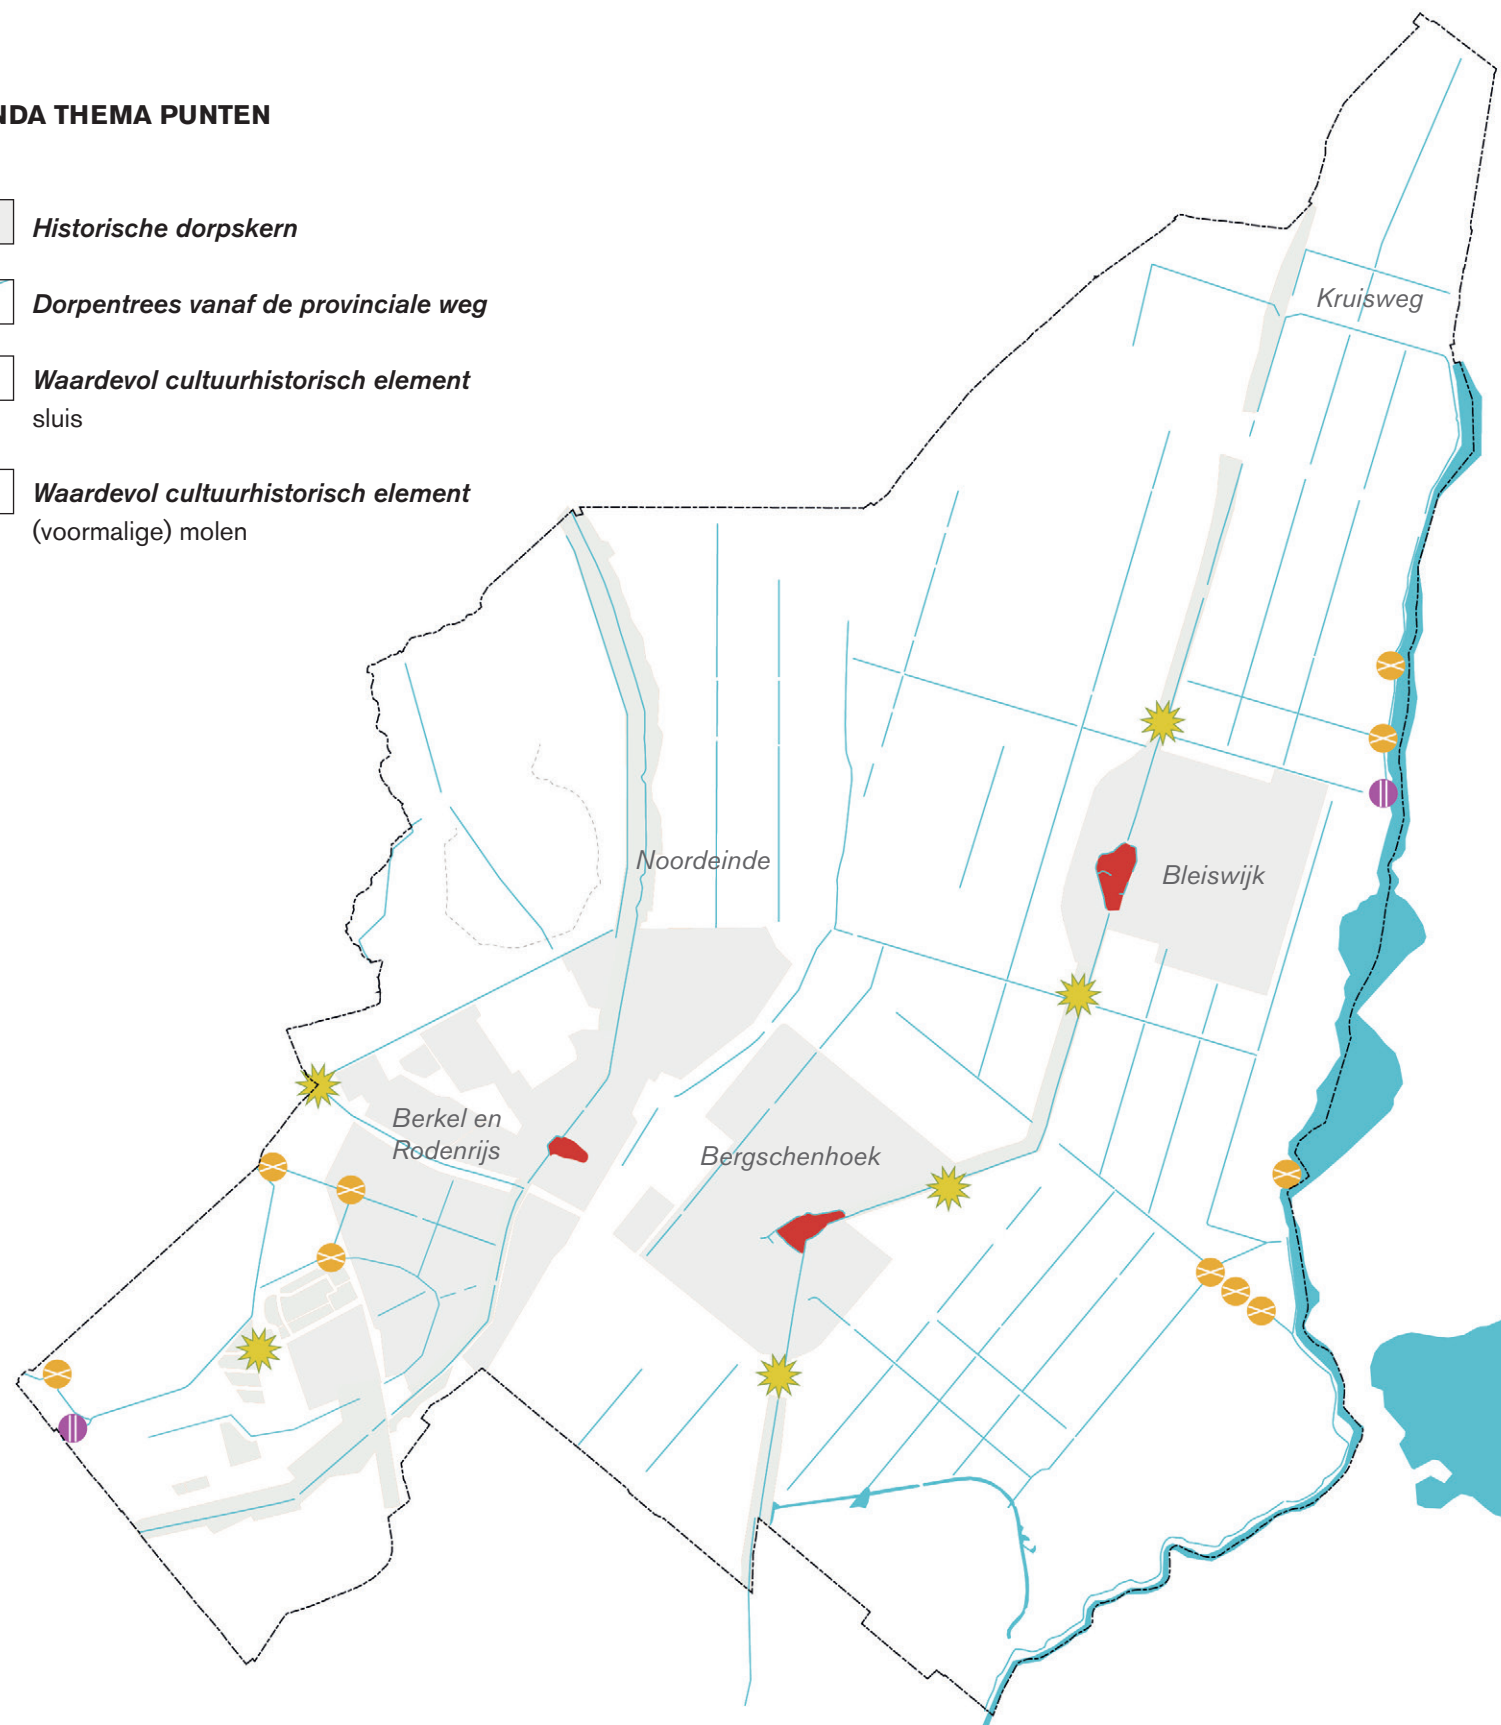 NDA THEMA PUNTEN
Historische dorpskern
Dorpentrees vanaf de provinciale weg
Waardevol cultuurhistorisch element
sluis
Waardevol cultuurhistorisch element
(voormalige) molen
Kruisweg
Noordeinde
Bleiswijk
Berkel en
Rodenrijs
Bergschenhoek